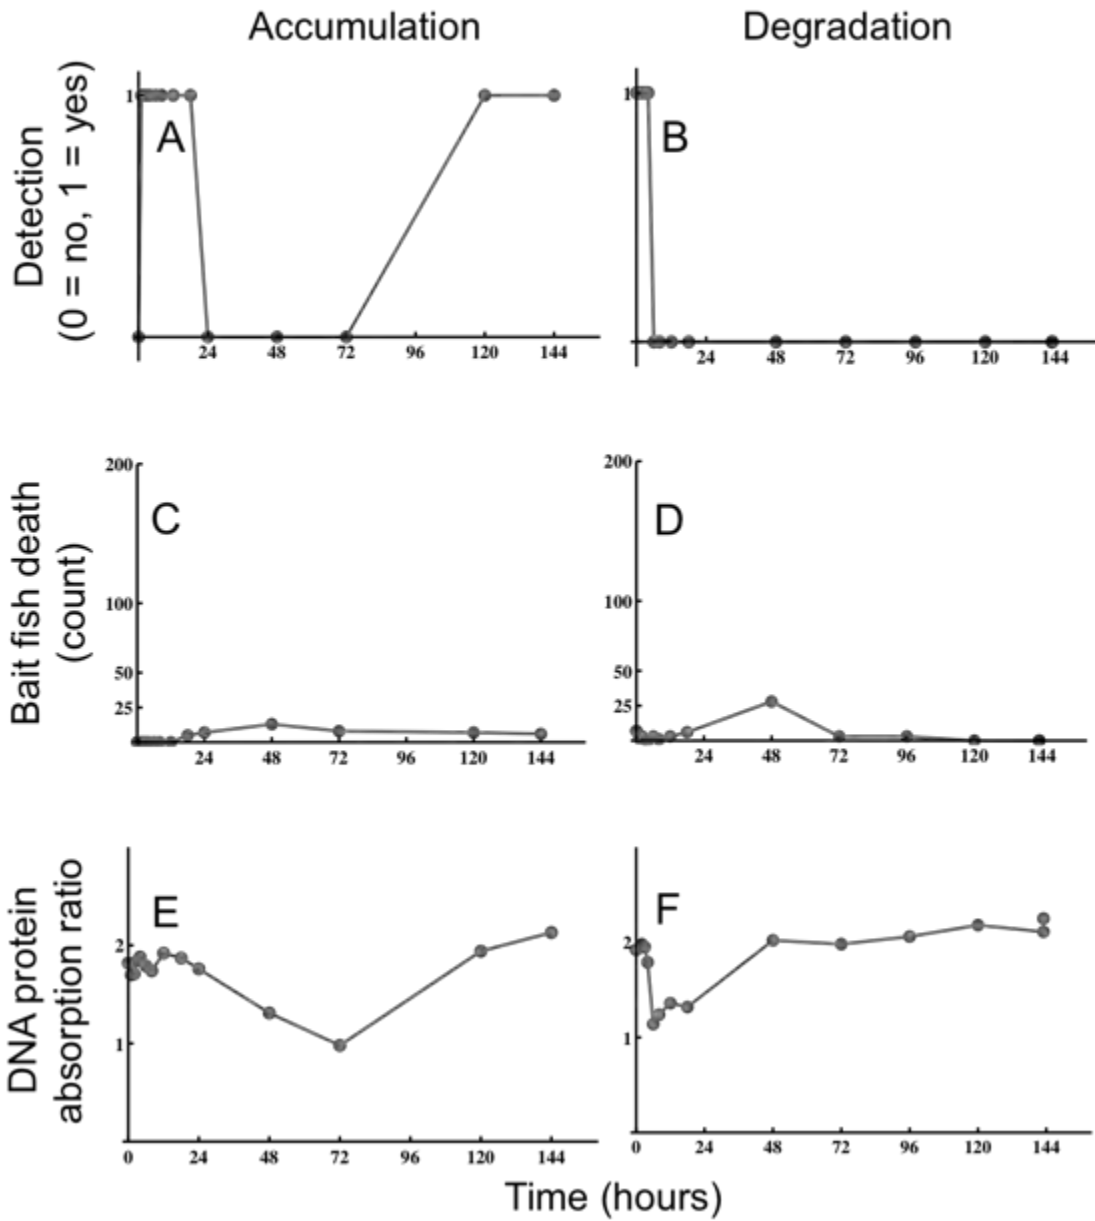 Accumulation Degradation
Detection
(0 = no, 1 = yes)
1
A
24 48 72 96 120 144
1
B
24 48 72 96 120 144
Bait fish death
(count)
200
100
50
25
C
24 48 72 96 120 144
200
100
50
25
D
24 48 72 96 120 144
DNA protein
absorption ratio
2
1
E
0 24 48 72 96 120 144
2
1
F
0 24 48 72 96 120 144
Time (hours)